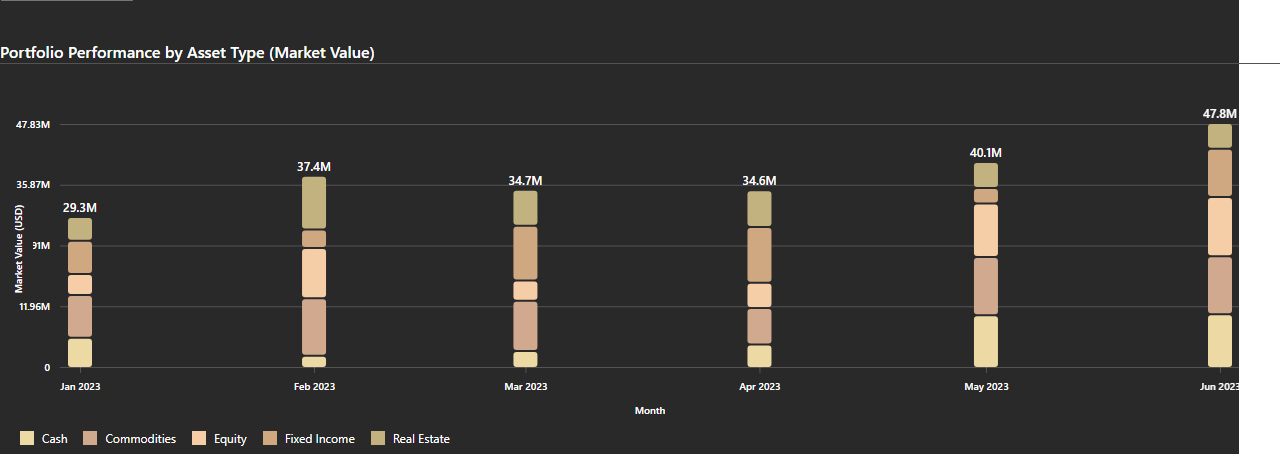 Portfolio Performance by Asset Type (Market Value)
47.8M
47.83M
40.1M
37.4M
35.87M
34.7M
34.6M
29.3M
Market Value (USD)
91M
11.96M
0
Jan 2023
Feb 2023
Mar 2023
Apr 2023
May 2023
Jun 2023
Month
Cash
Commodities
Equity
Fixed Income
Real Estate